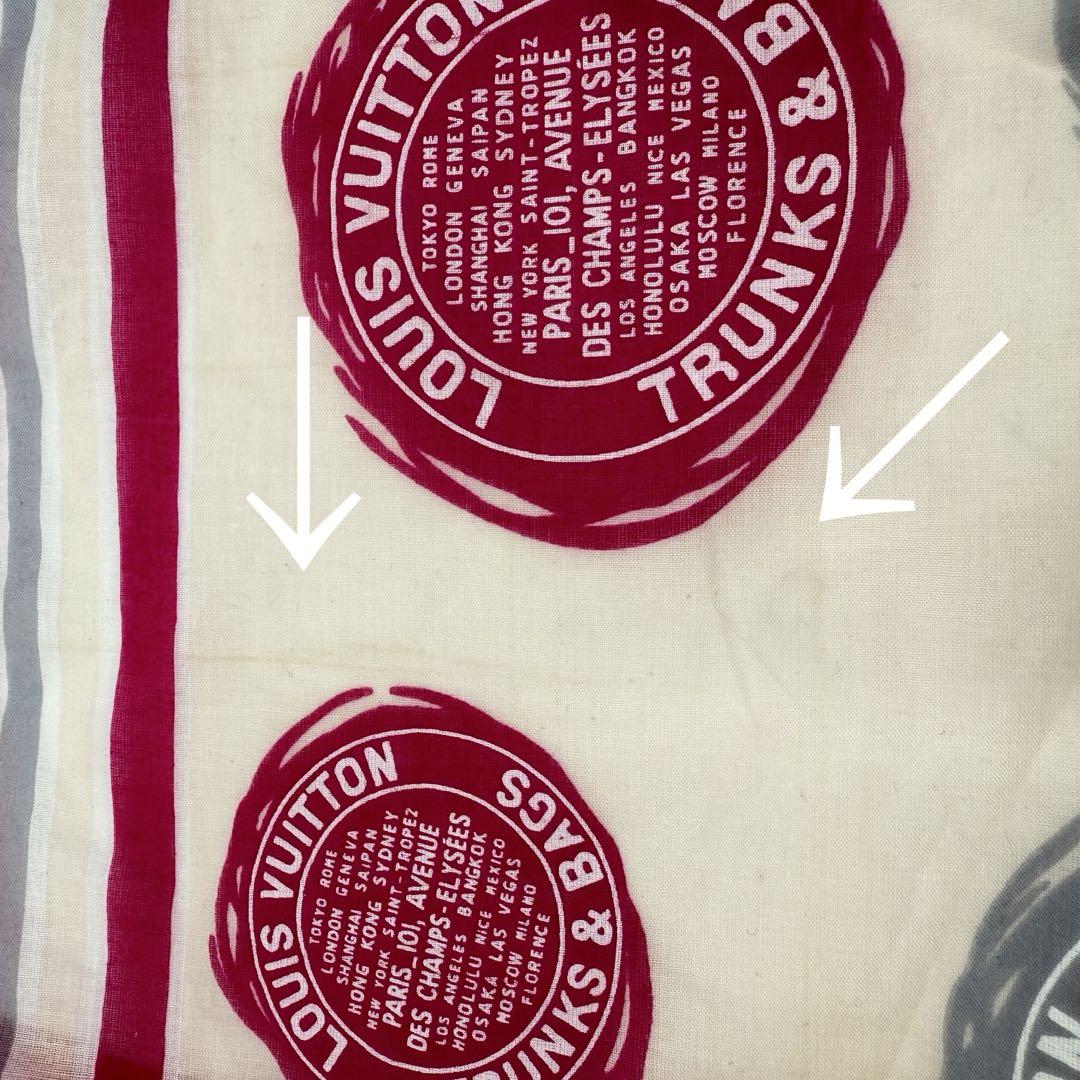 LOUIS VUITTON
TRUNKS & BA
TOKYO ROME
LONDON GENEVA
SHANGHAI SAIPAN
HONG KONG SYDNEY
NEW YORK SAINT-TROPEZ
PARIS_101, AVENUE
DES CHAMPS-ELYSÉES
LOS ANGELES BANGKOK
HONOLULU NICE MEXICO
OSAKA LAS VEGAS
MOSCOW MILANO
FLORENCE
LOUIS VUITTON
UNKS & BAGS
TOKYO ROME
LONDON GENEVA
SHANGHAI SAIPAN
HONG KONG SYDNEY
NEW YORK SAINT-TROPEZ
PARIS_101, AVENUE
DES CHAMPS-ELYSÉES
LOS ANGELES BANGKOK
HONOLULU NICE MEXICO
OSAKA LAS VEGAS
MOSCOW MILANO
FLORENCE